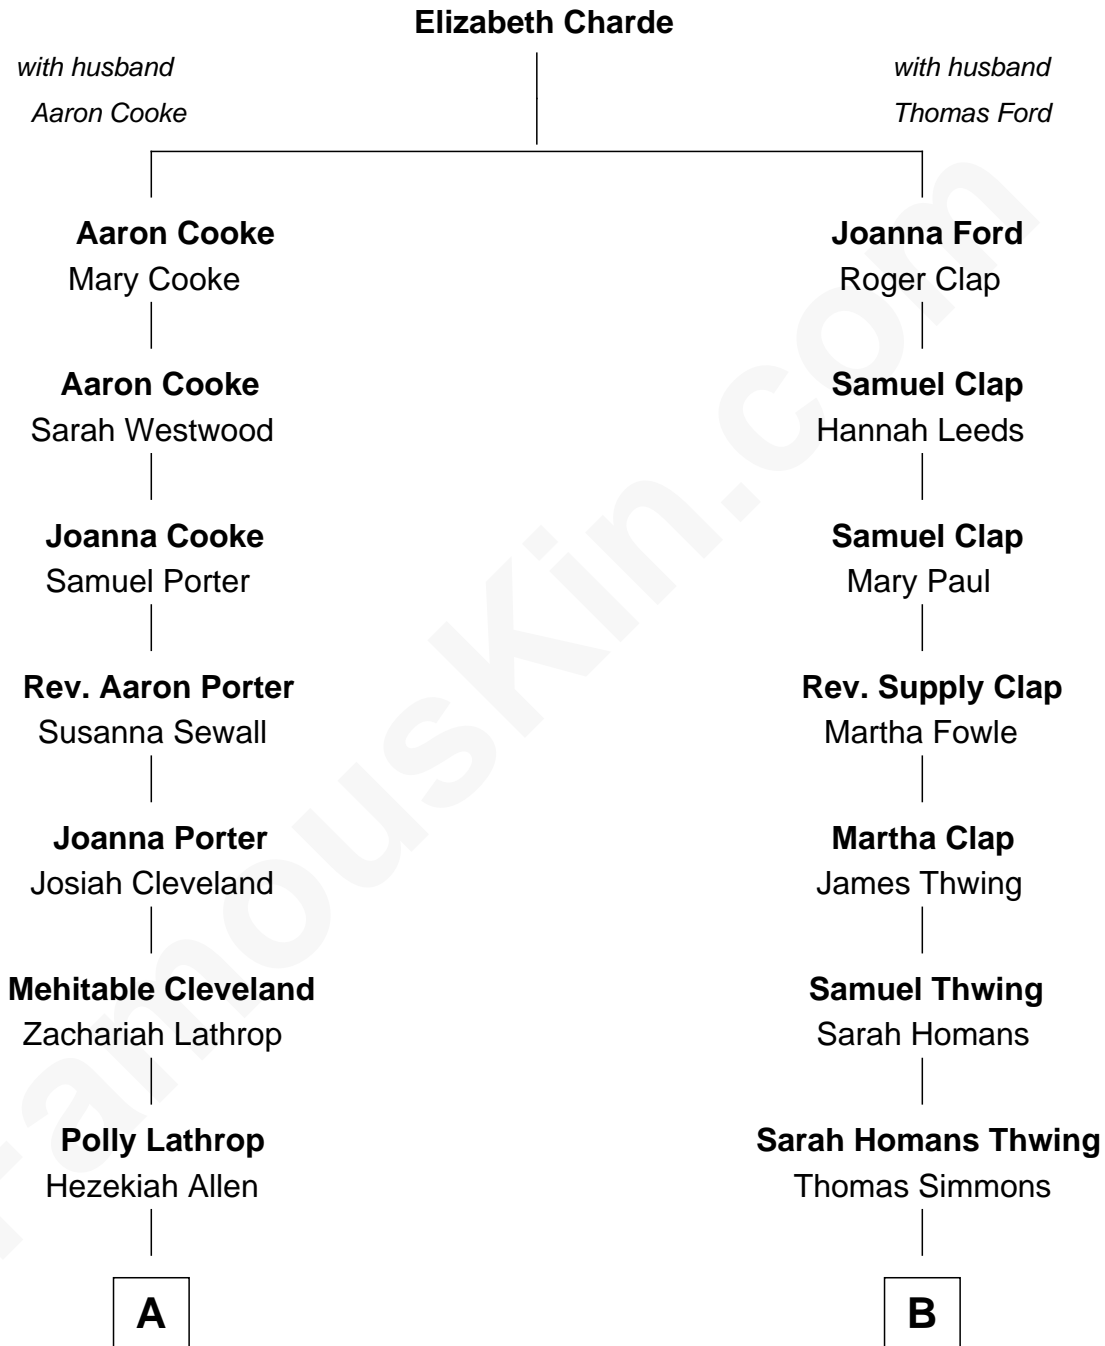 Elizabeth Charde
with husband
Aaron Cooke
with husband
Thomas Ford
Aaron Cooke
Mary Cooke
Joanna Ford
Roger Clap
Aaron Cooke
Sarah Westwood
Samuel Clap
Hannah Leeds
Joanna Cooke
Samuel Porter
Samuel Clap
Mary Paul
Rev. Aaron Porter
Susanna Sewall
Rev. Supply Clap
Martha Fowle
Joanna Porter
Josiah Cleveland
Martha Clap
James Thwing
Mehitable Cleveland
Zachariah Lathrop
Samuel Thwing
Sarah Homans
Polly Lathrop
Hezekiah Allen
Sarah Homans Thwing
Thomas Simmons
A
B
FamousKin.com